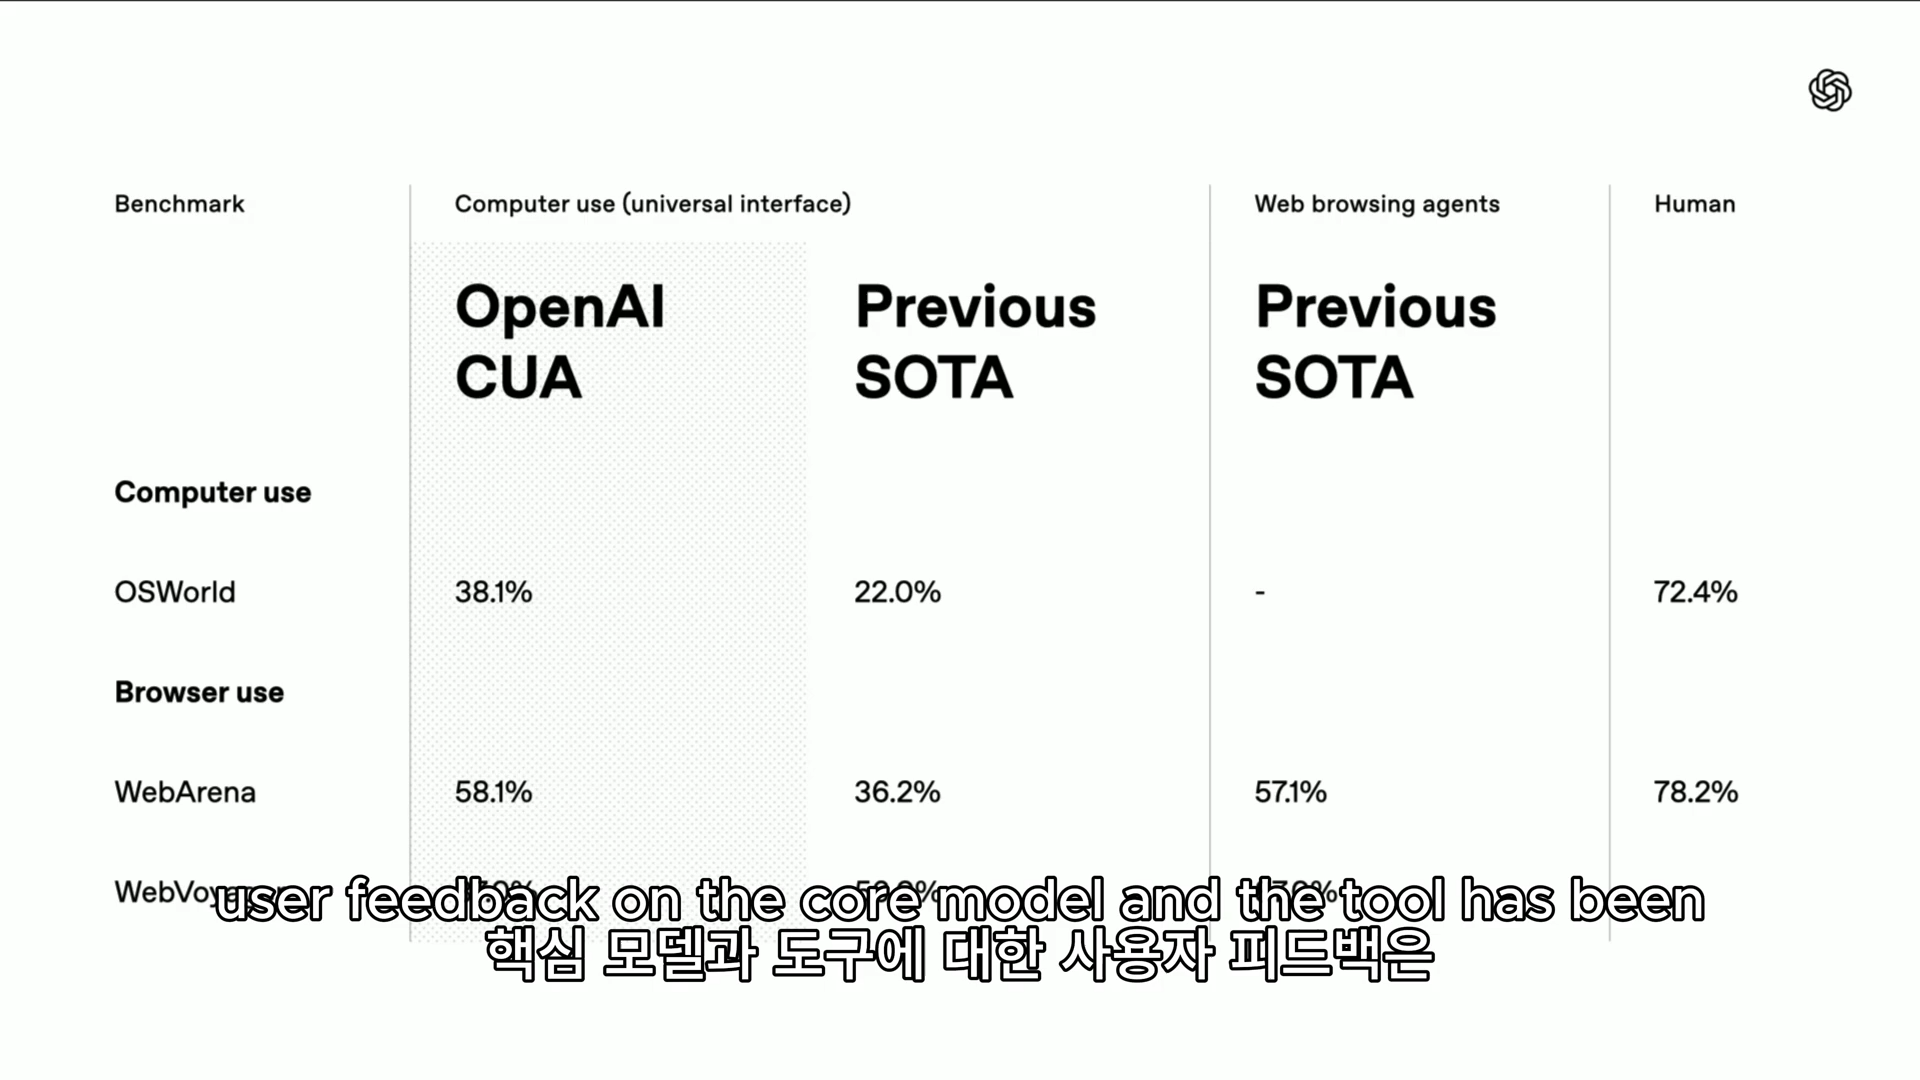 Benchmark
Computer use (universal interface)
Web browsing agents
Human
OpenAI
CUA
Previous
SOTA
Previous
SOTA
Computer use
OSWorld
38.1%
22.0%
-
72.4%
Browser use
WebArena
58.1%
36.2%
57.1%
78.2%
user feedback on the core model and the tool has been
핵심 모델과 도구에 대한 사용자 피드백은